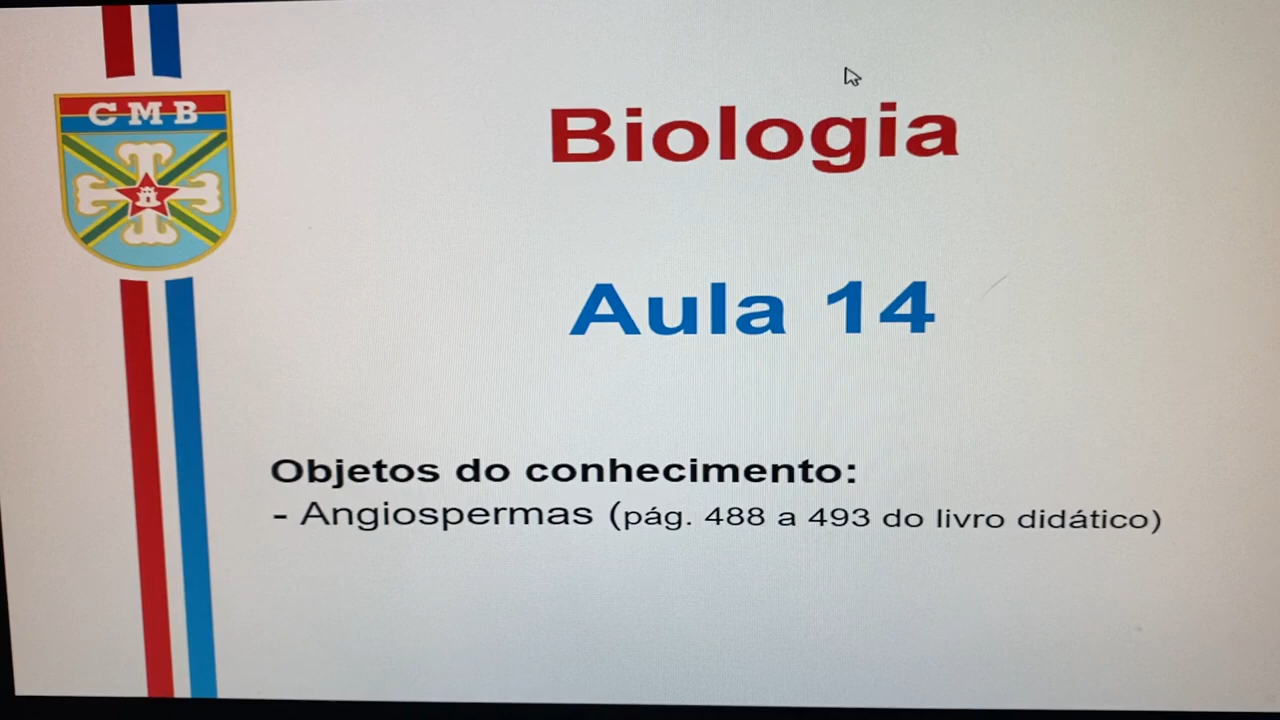 CMB
Biologia
Aula 14
Objetos do conhecimento:
- Angiospermas (pág. 488 a 493 do livro didático)